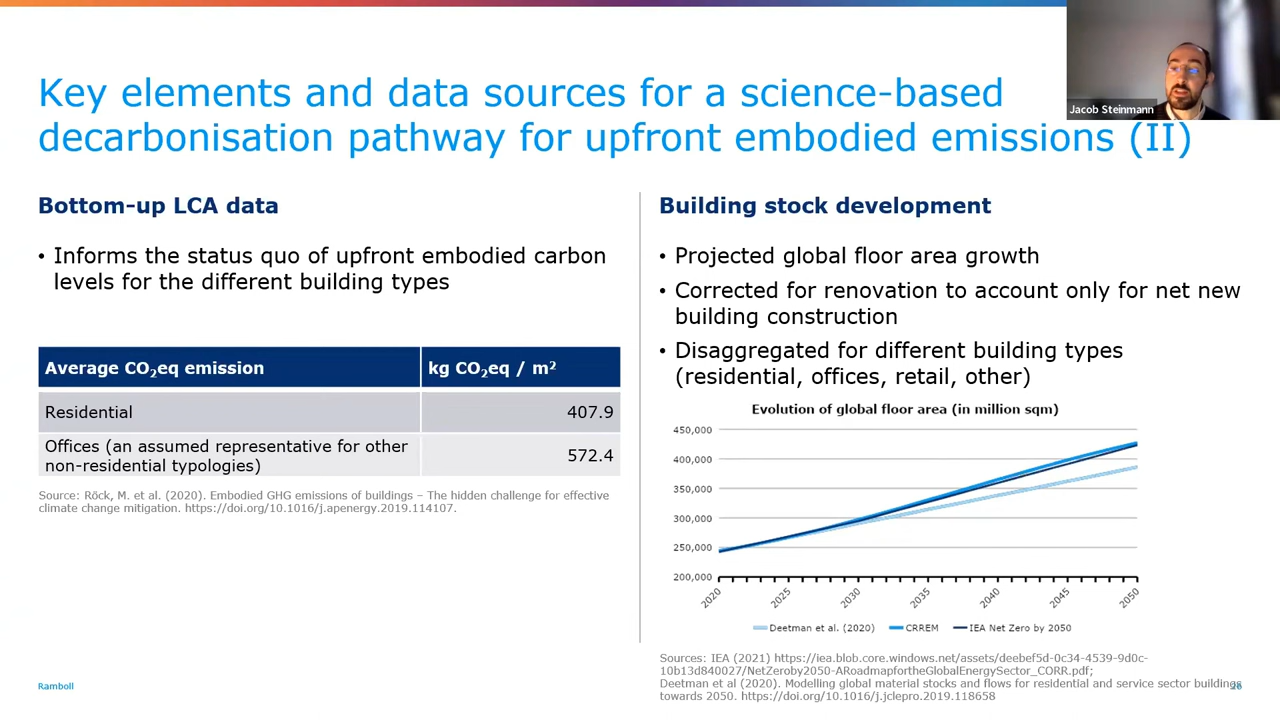 Jacob Steinmann
Key elements and data sources for a science-based
decarbonisation pathway for upfront embodied emissions (II)
Bottom-up LCA data
• Informs the status quo of upfront embodied carbon
levels for the different building types
Average CO₂eq emission kg CO₂eq / m²
Residential 407.9
Offices (an assumed representative for other
non-residential typologies) 572.4
Source: Röck, M. et al. (2020). Embodied GHG emissions of buildings – The hidden challenge for effective
climate change mitigation. https://doi.org/10.1016/j.apenergy.2019.114107.
Building stock development
• Projected global floor area growth
• Corrected for renovation to account only for net new
building construction
• Disaggregated for different building types
(residential, offices, retail, other)
Evolution of global floor area (in million sqm)
450,000
400,000
350,000
300,000
250,000
200,000
2020 2025 2030 2035 2040 2045 2050
Deetman et al. (2020) CRREM IEA Net Zero by 2050
Sources: IEA (2021) https://iea.blob.core.windows.net/assets/deebef5d-0c34-4539-9d0c-
10b13d840027/NetZeroby2050-ARoadmapfortheGlobalEnergySector_CORR.pdf;
Deetman et al (2020). Modelling global material stocks and flows for residential and service sector buildings
towards 2050. https://doi.org/10.1016/j.jclepro.2019.118658
Ramboll